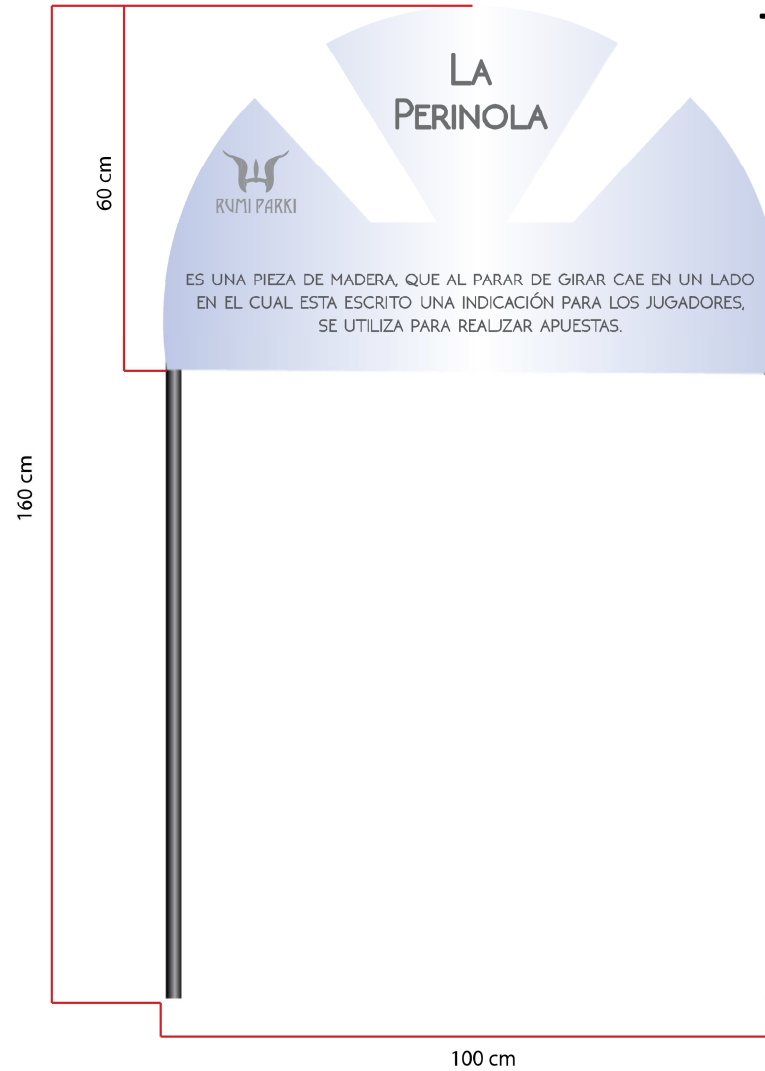 LA
PERINOLA
RUMI PARKI
ES UNA PIEZA DE MADERA, QUE AL PARAR DE GIRAR CAE EN UN LADO
EN EL CUAL ESTA ESCRITO UNA INDICACIÓN PARA LOS JUGADORES,
SE UTILIZA PARA REALIZAR APUESTAS.
60 cm
160 cm
100 cm